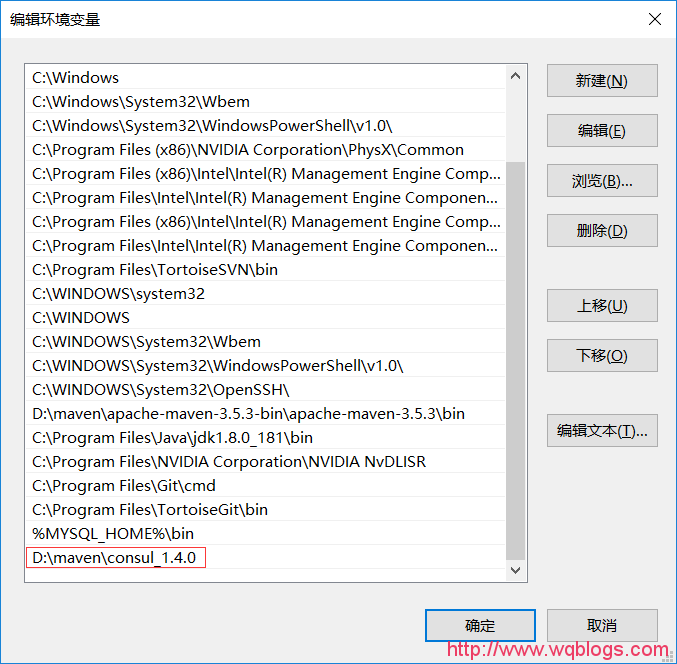 编辑环境变量
C:\Windows
C:\Windows\System32\Wbem
C:\Windows\System32\WindowsPowerShell\v1.0\
C:\Program Files (x86)\NVIDIA Corporation\PhysX\Common
C:\Program Files (x86)\Intel\Intel(R) Management Engine Comp...
C:\Program Files\Intel\Intel(R) Management Engine Componen...
C:\Program Files (x86)\Intel\Intel(R) Management Engine Comp...
C:\Program Files\Intel\Intel(R) Management Engine Componen...
C:\Program Files\TortoiseSVN\bin
C:\WINDOWS\system32
C:\WINDOWS
C:\WINDOWS\System32\Wbem
C:\WINDOWS\System32\WindowsPowerShell\v1.0\
C:\WINDOWS\System32\OpenSSH\
D:\maven\apache-maven-3.5.3-bin\apache-maven-3.5.3\bin
C:\Program Files\Java\jdk1.8.0_181\bin
C:\Program Files\NVIDIA Corporation\NVIDIA NvDLISR
C:\Program Files\Git\cmd
C:\Program Files\TortoiseGit\bin
%MYSQL_HOME%\bin
D:\maven\consul_1.4.0
新建(N)
编辑(E)
浏览(B)...
删除(D)
上移(U)
下移(O)
编辑文本(T)...
确定
取消
http://www.wqblogs.com